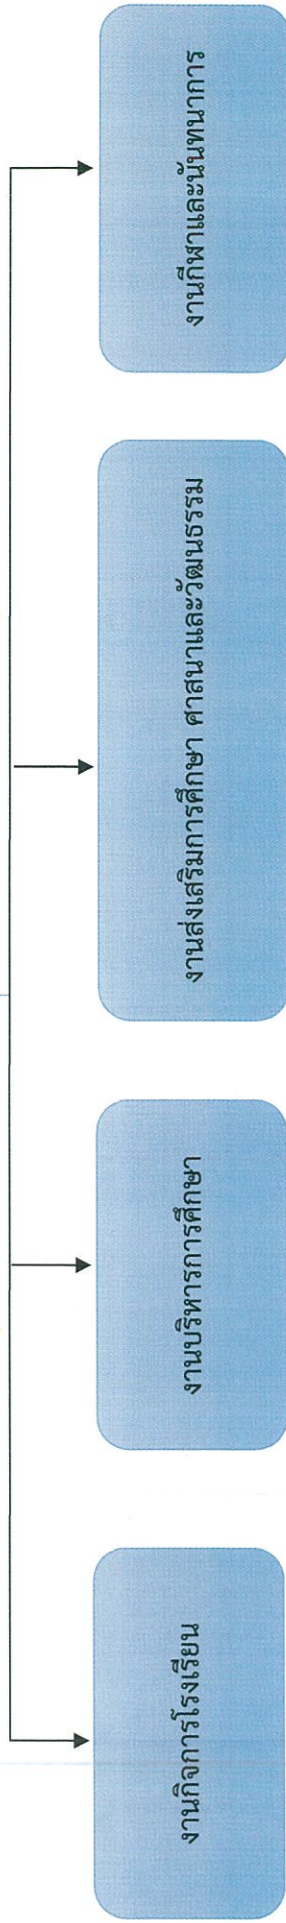 งานกิจการโรงเรียน
งานบริหารการศึกษา
งานส่งเสริมการศึกษา ศาสนาและวัฒนธรรม
งานกีฬาและนันทนาการ